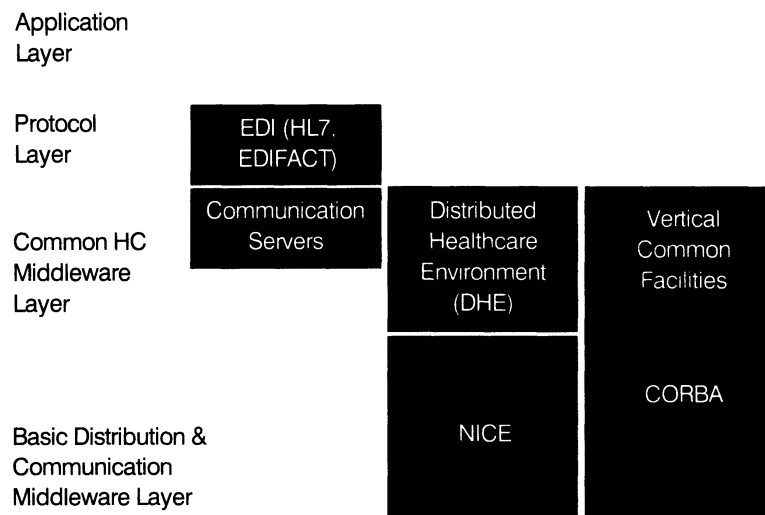 Application
Layer
Protocol
Layer
EDI (HL7.
EDIFACT)
Common HC
Middleware
Layer
Communication
Servers
Distributed
Healthcare
Environment
(DHE)
Vertical
Common
Facilities
Basic Distribution &
Communication
Middleware Layer
NICE
CORBA